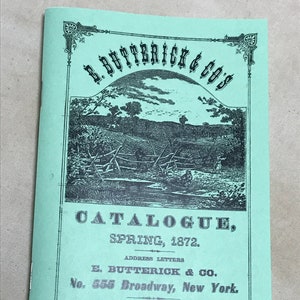 E. BUTTERICK & CO'S
CATALOGUE,
SPRING, 1872.
ADDRESS LETTERS
E. BUTTERICK & CO.
No. 555 Broadway, New York.